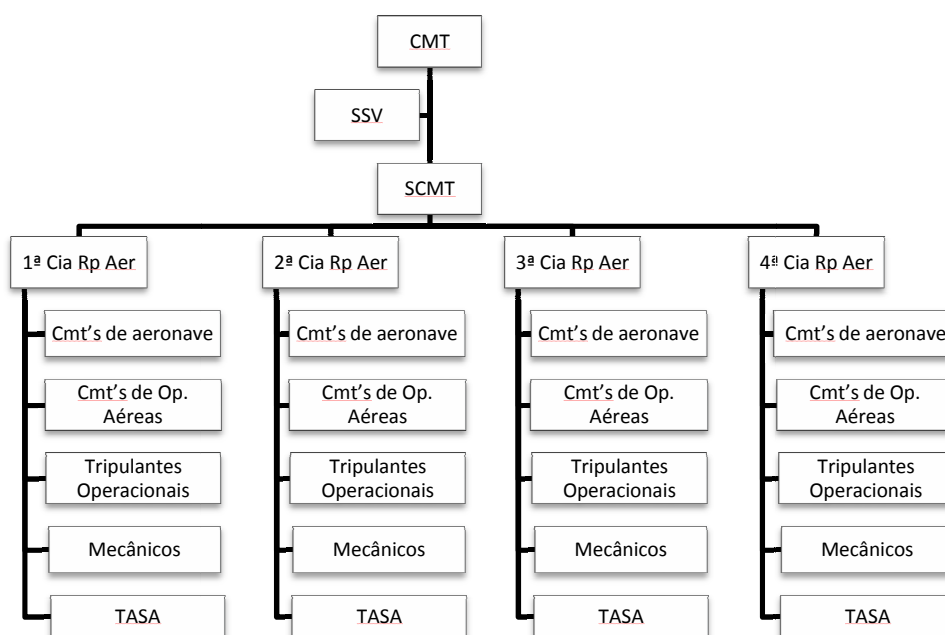 CMT
SSV
SCMT
1ª Cia Rp Aer
2ª Cia Rp Aer
3ª Cia Rp Aer
4ª Cia Rp Aer
Cmt’s de aeronave
Cmt’s de aeronave
Cmt’s de aeronave
Cmt’s de aeronave
Cmt’s de Op.
Aéreas
Cmt’s de Op.
Aéreas
Cmt’s de Op.
Aéreas
Cmt’s de Op.
Aéreas
Tripulantes
Operacionais
Tripulantes
Operacionais
Tripulantes
Operacionais
Tripulantes
Operacionais
Mecânicos
Mecânicos
Mecânicos
Mecânicos
TASA
TASA
TASA
TASA